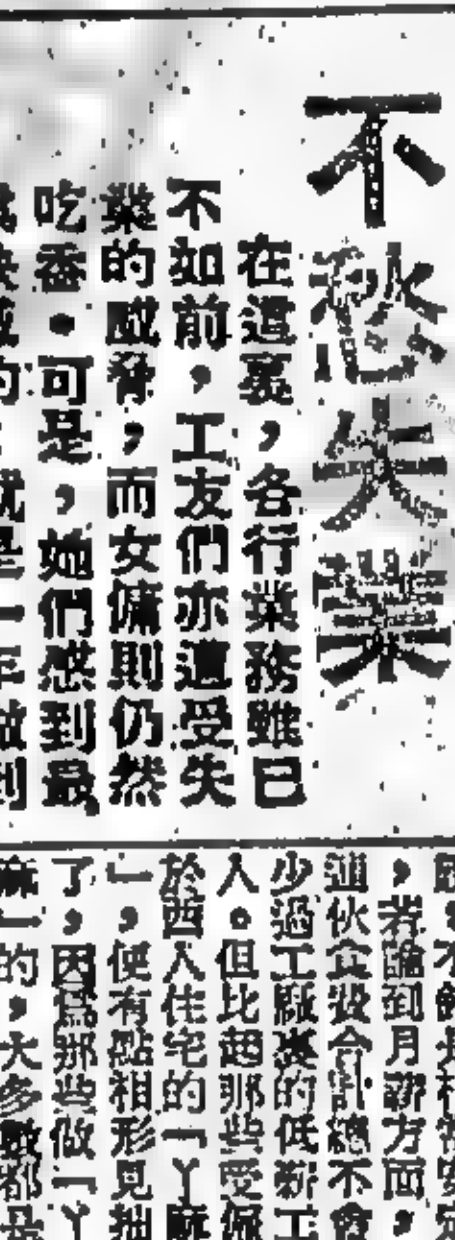 不愁失業
在這裏，各行業務雖已
不如前，工友們亦遭受失
業的威脅，而女傭則仍然
吃香。可是，她們感到最
，若論到月薪方面，
連伙食設合計總不會
少過工廠裏的低薪工
人。但比起那些受僱
於西人住宅的「丫麻
」，便有點相形見拙
了，因爲那些做「丫
麻」的，大多數都是